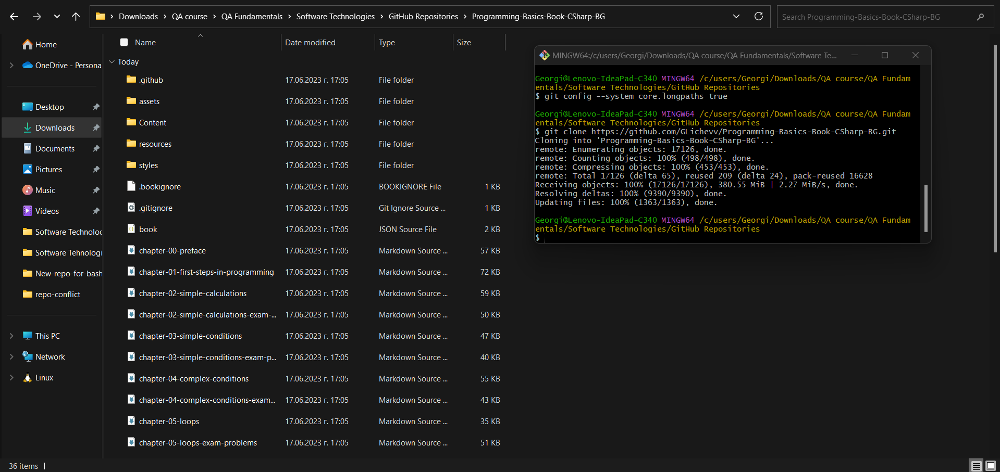 Downloads > QA course > QA Fundamentals > Software Technologies > GitHub Repositories > Programming-Basics-Book-CSharp-BG
Search Programming-Basics-Book-CSharp-BG
Home
OneDrive - Persona
Desktop
Downloads
Documents
Pictures
Music
Videos
Software Technolog
Software Tehnologi
New-repo-for-bash
repo-conflict
This PC
Network
Linux
Name Date modified Type Size
Today
.github 17.06.2023 г. 17:05 File folder
assets 17.06.2023 г. 17:05 File folder
Content 17.06.2023 г. 17:05 File folder
resources 17.06.2023 г. 17:05 File folder
styles 17.06.2023 г. 17:05 File folder
.bookignore 17.06.2023 г. 17:05 BOOKIGNORE File 1 KB
.gitignore 17.06.2023 г. 17:05 Git Ignore Source ... 1 KB
book 17.06.2023 г. 17:05 JSON Source File 2 KB
chapter-00-preface 17.06.2023 г. 17:05 Markdown Source ... 57 KB
chapter-01-first-steps-in-programming 17.06.2023 г. 17:05 Markdown Source ... 72 KB
chapter-02-simple-calculations 17.06.2023 г. 17:05 Markdown Source ... 59 KB
chapter-02-simple-calculations-exam-... 17.06.2023 г. 17:05 Markdown Source ... 50 KB
chapter-03-simple-conditions 17.06.2023 г. 17:05 Markdown Source ... 47 KB
chapter-03-simple-conditions-exam-p... 17.06.2023 г. 17:05 Markdown Source ... 40 KB
chapter-04-complex-conditions 17.06.2023 г. 17:05 Markdown Source ... 55 KB
chapter-04-complex-conditions-exam... 17.06.2023 г. 17:05 Markdown Source ... 43 KB
chapter-05-loops 17.06.2023 г. 17:05 Markdown Source ... 35 KB
chapter-05-loops-exam-problems 17.06.2023 г. 17:05 Markdown Source ... 51 KB
MINGW64:/c/users/Georgi/Downloads/QA course/QA Fundamentals/Software Te...
Georgi@Lenovo-IdeaPad-C340 MINGW64 /c/users/Georgi/Downloads/QA course/QA Fundam
entals/Software Technologies/GitHub Repositories
$ git config --system core.longpaths true
Georgi@Lenovo-IdeaPad-C340 MINGW64 /c/users/Georgi/Downloads/QA course/QA Fundam
entals/Software Technologies/GitHub Repositories
$ git clone https://github.com/GLichevv/Programming-Basics-Book-CSharp-BG.git
Cloning into 'Programming-Basics-Book-CSharp-BG'...
remote: Enumerating objects: 17126, done.
remote: Counting objects: 100% (498/498), done.
remote: Compressing objects: 100% (453/453), done.
remote: Total 17126 (delta 65), reused 209 (delta 24), pack-reused 16628
Receiving objects: 100% (17126/17126), 380.55 MiB | 2.27 MiB/s, done.
Resolving deltas: 100% (9390/9390), done.
Updating files: 100% (1363/1363), done.
Georgi@Lenovo-IdeaPad-C340 MINGW64 /c/users/Georgi/Downloads/QA course/QA Fundam
entals/Software Technologies/GitHub Repositories
$
36 items